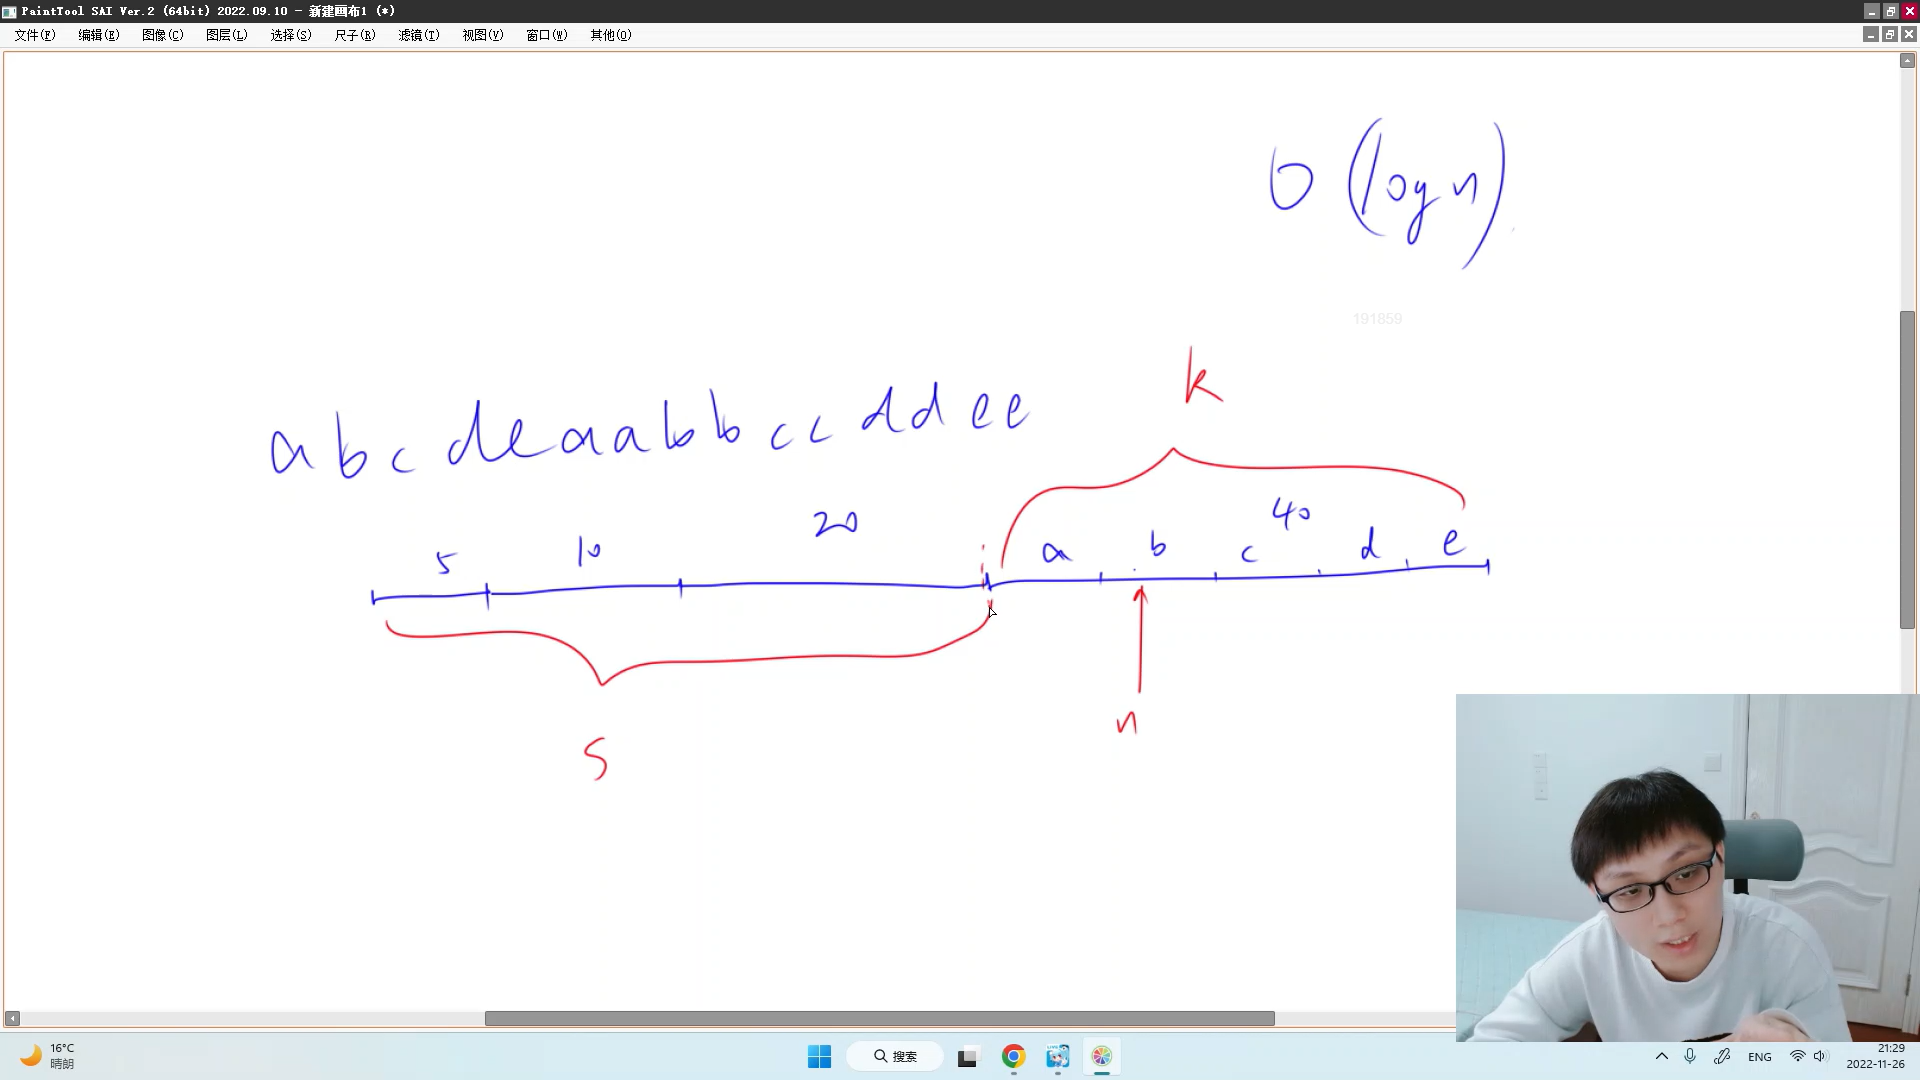 PaintTool SAI Ver.2 (64bit) 2022.09.10 - 新建画布1 (*)
文件(F) 编辑(E) 图像(C) 图层(L) 选择(S) 尺子(R) 滤镜(T) 视图(V) 窗口(W) 其他(O)
O(log n)
191859
k
abcdeaabbccddee
5 10 20 40
a b c d e
n
S
16°C
晴朗
搜索
ENG
21:29
2022-11-26